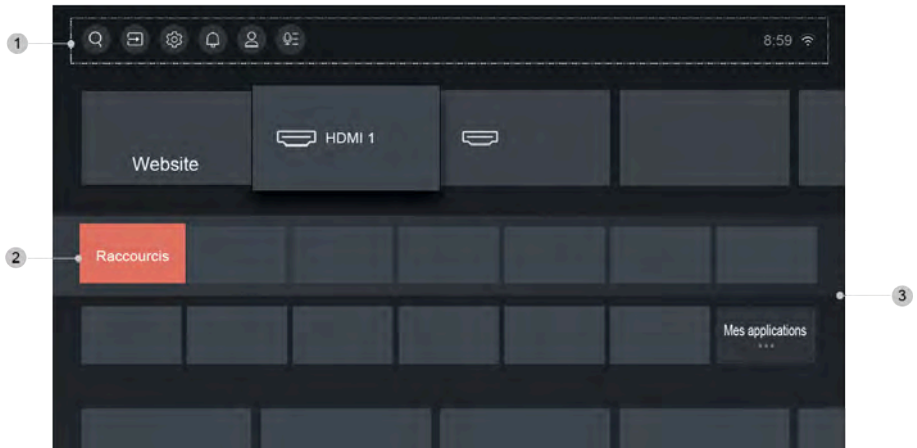 1
8:59
HDMI 1
Website
2
Raccourcis
3
Mes applications